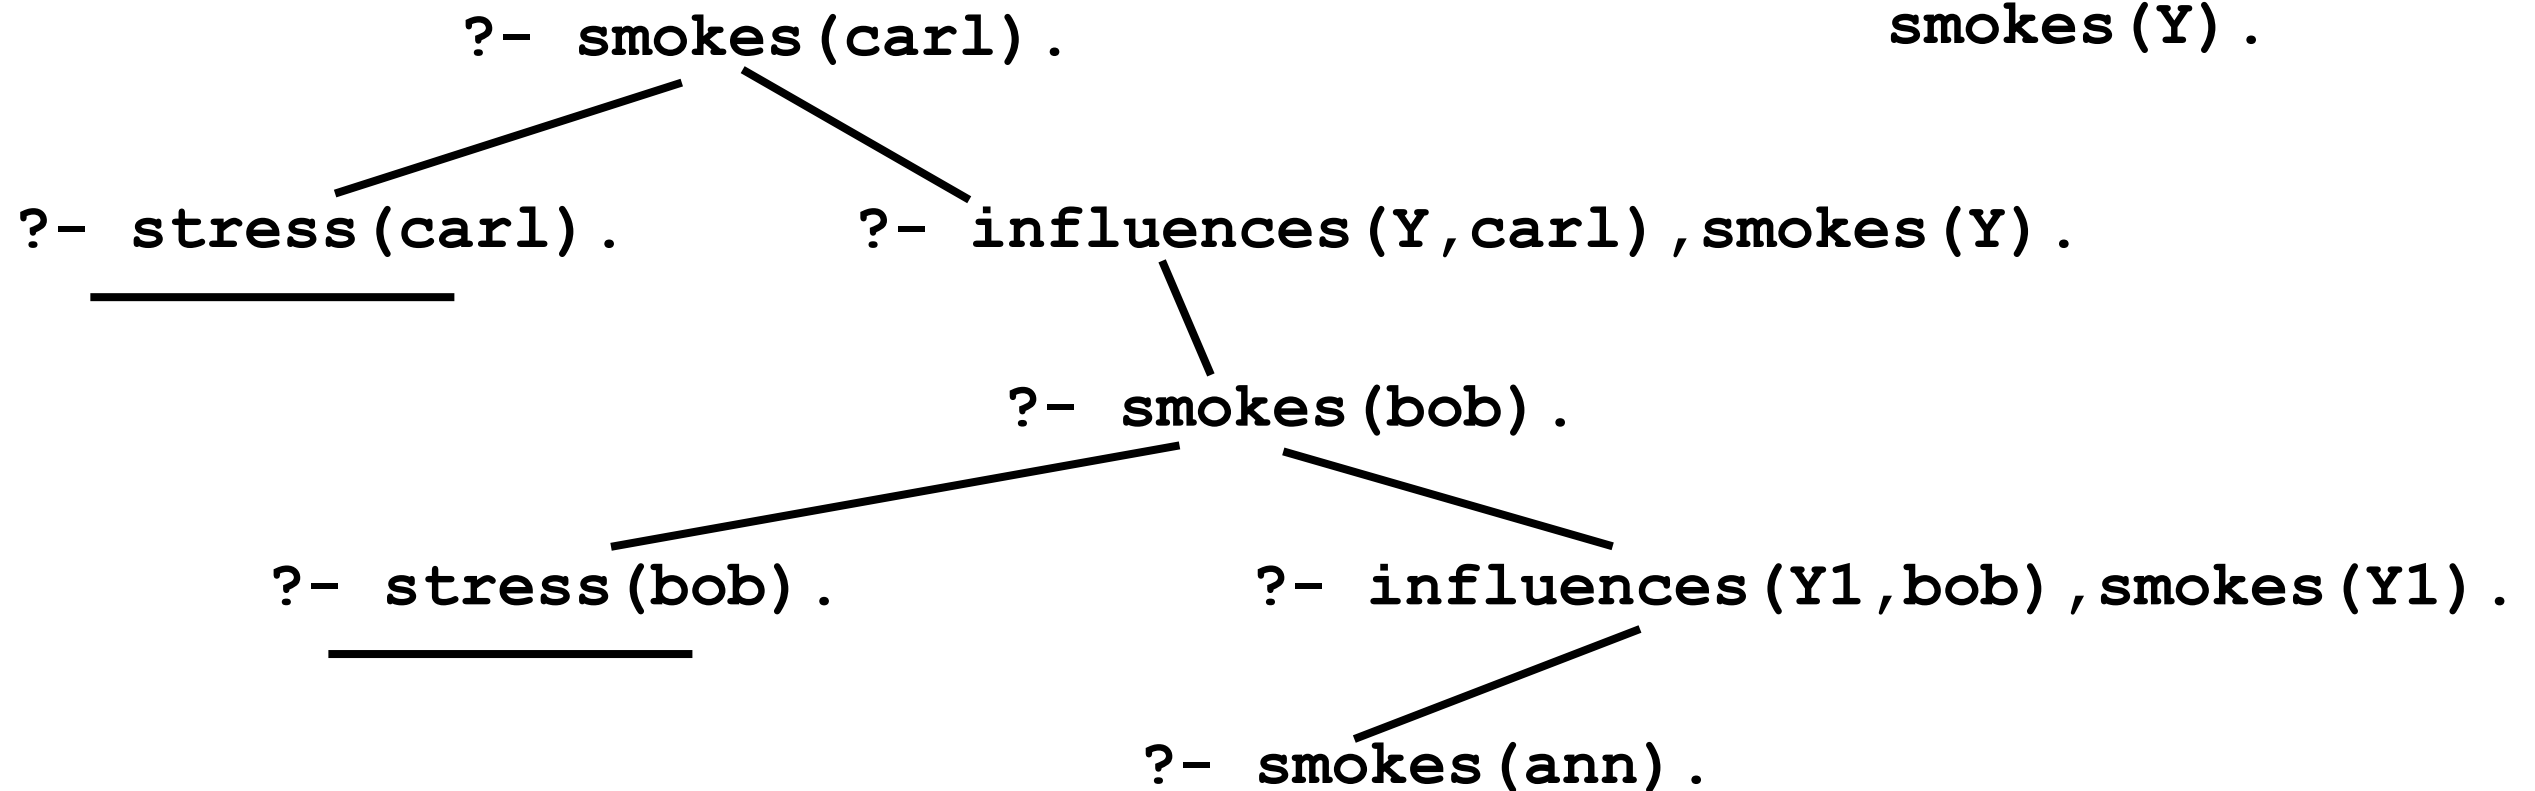 ?- smokes(carl).
smokes(Y).
?- stress(carl).
?- influences(Y,carl),smokes(Y).
?- smokes(bob).
?- stress(bob).
?- influences(Y1,bob),smokes(Y1).
?- smokes(ann).